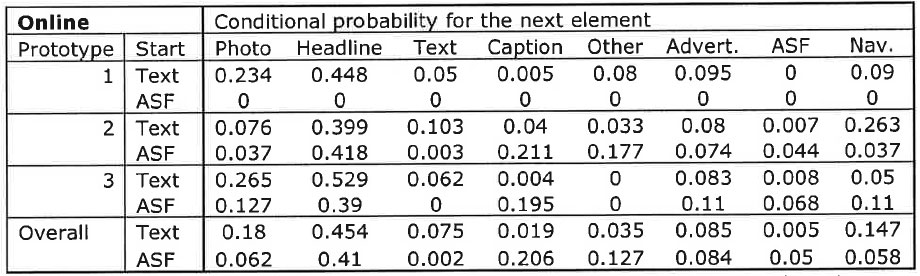 Online Conditional probability for the next element
Prototype Start Photo Headline Text Caption Other Advert. ASF Nav.
1 Text 0.234 0.448 0.05 0.005 0.08 0.095 0 0.09
ASF 0 0 0 0 0 0 0 0
2 Text 0.076 0.399 0.103 0.04 0.033 0.08 0.007 0.263
ASF 0.037 0.418 0.003 0.211 0.177 0.074 0.044 0.037
3 Text 0.265 0.529 0.062 0.004 0 0.083 0.008 0.05
ASF 0.127 0.39 0 0.195 0 0.11 0.068 0.11
Overall Text 0.18 0.454 0.075 0.019 0.035 0.085 0.005 0.147
ASF 0.062 0.41 0.002 0.206 0.127 0.084 0.05 0.058